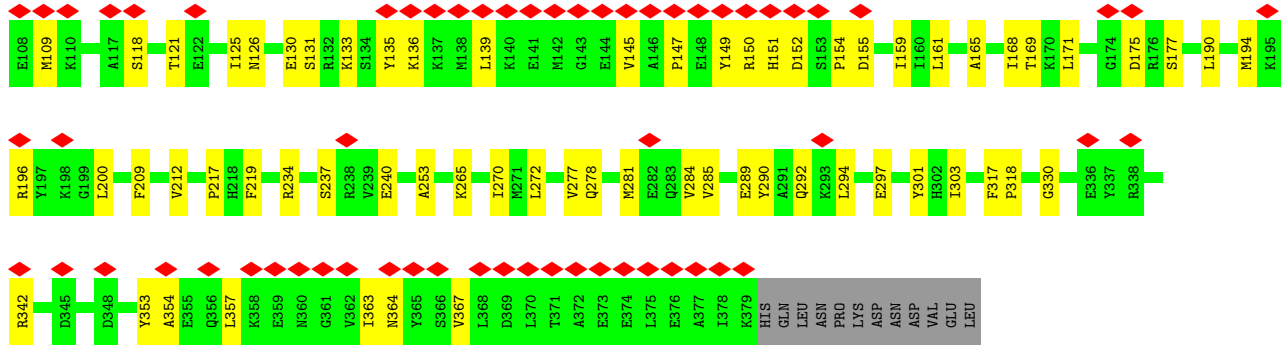 E108 M109 K110 A117 S118 T121 E122 I125 N126 E130 S131 R132 K133 S134 Y135 K136 K137 M138 L139 K140 E141 M142 G143 E144 V145 A146 P147 E148 Y149 R150 H151 D152 S153 P154 D155 I159 I160 L161 A165 I168 T169 K170 L171 G174 D175 R176 S177 L190 M194 K195
R196 Y197 K198 G199 L200 F209 V212 P217 H218 F219 R234 S237 R238 V239 E240 A253 K265 I270 M271 L272 V277 Q278 M281 E282 Q283 V284 V285 E289 Y290 A291 Q292 K293 L294 E297 Y301 H302 I303 F317 P318 G330 E336 Y337 R338
R342 D345 D348 Y353 A354 E355 Q356 L357 K358 E359 N360 G361 V362 I363 N364 Y365 S366 V367 L368 D369 L370 T371 A372 E373 E374 L375 E376 A377 I378 K379 HIS GLN LEU ASN PRO LYS ASP ASN ASP VAL GLU LEU